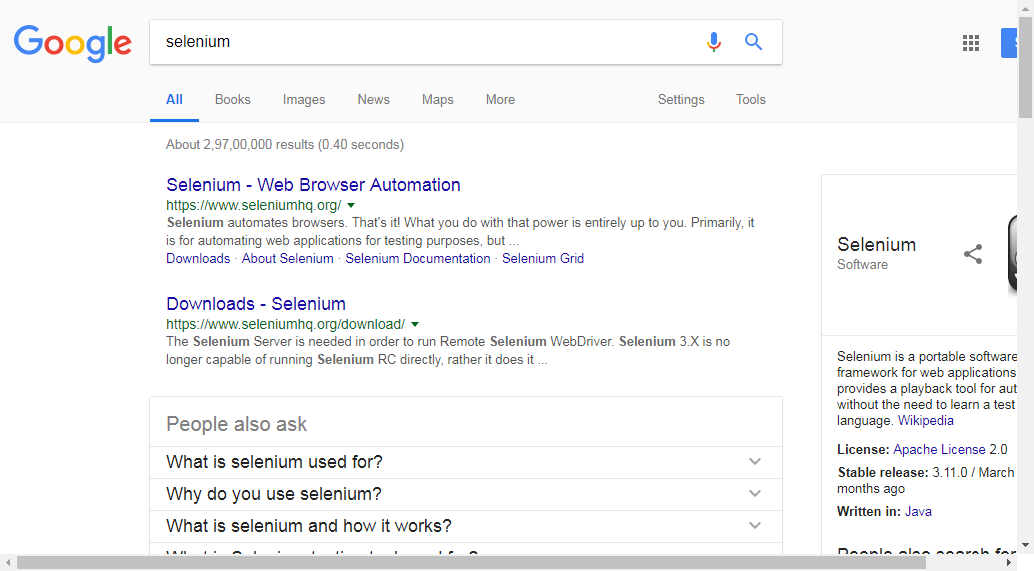 Google
selenium
All Books Images News Maps More Settings Tools
About 2,97,00,000 results (0.40 seconds)
Selenium - Web Browser Automation
https://www.seleniumhq.org/
Selenium automates browsers. That's it! What you do with that power is entirely up to you. Primarily, it
is for automating web applications for testing purposes, but ...
Downloads · About Selenium · Selenium Documentation · Selenium Grid
Downloads - Selenium
https://www.seleniumhq.org/download/
The Selenium Server is needed in order to run Remote Selenium WebDriver. Selenium 3.X is no
longer capable of running Selenium RC directly, rather it does it ...
People also ask
What is selenium used for?
Why do you use selenium?
What is selenium and how it works?
Selenium
Software
Selenium is a portable software
framework for web applications
provides a playback tool for aut
without the need to learn a test
language. Wikipedia
License: Apache License 2.0
Stable release: 3.11.0 / March
months ago
Written in: Java
People also search for